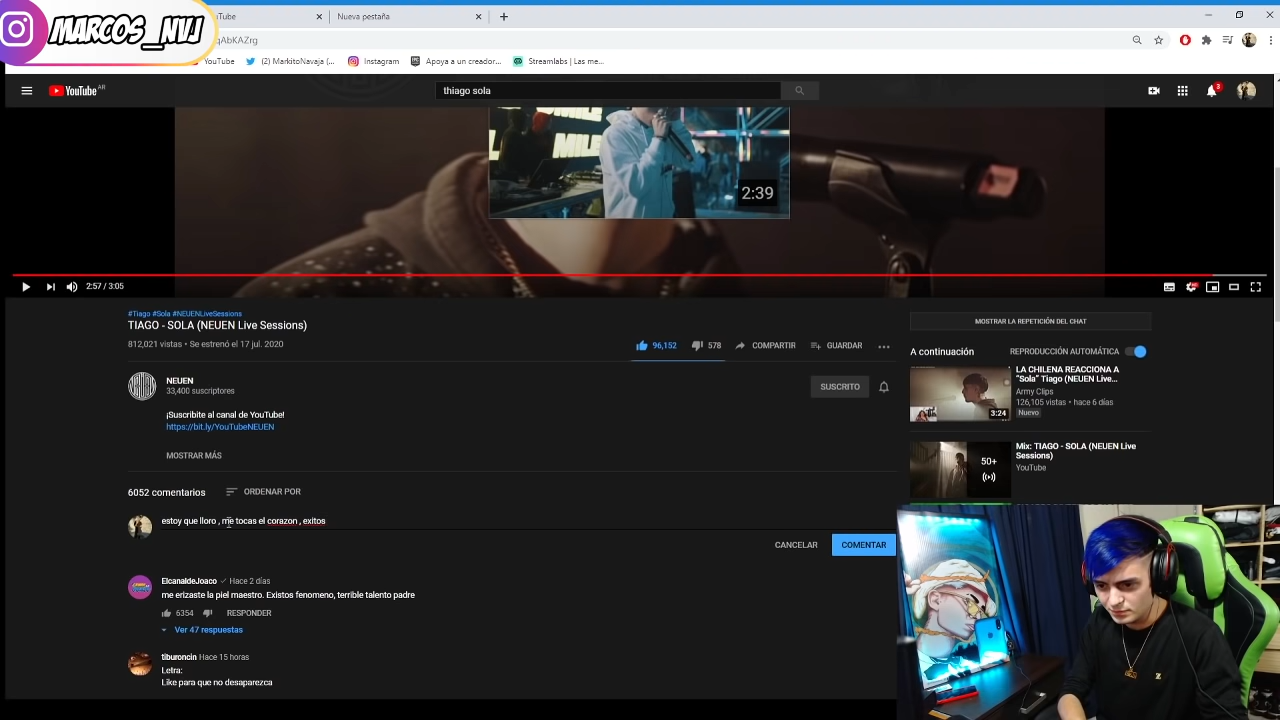 MARCOS_NVJ
Tube
Nueva pestaña
qAbKAZrg
YouTube
(MarkitoNavaja (...
Instagram
Apoya a un creador...
Streamlabs | Las me...
YouTube AR
thiago sola
3
2:39
2:57 / 3:05
#Tiago #Sola #NEUENLiveSessions
TIAGO - SOLA (NEUEN Live Sessions)
812,021 vistas • Se estrenó el 17 jul. 2020
96,152
578
COMPARTIR
GUARDAR
NEUEN
33,400 suscriptores
SUSCRITO
¡Suscribite al canal de YouTube!
https://bit.ly/YouTubeNEUEN
MOSTRAR MÁS
6052 comentarios
ORDENAR POR
estoy que lloro , me tocas el corazon , exitos
CANCELAR
COMENTAR
ElcanaldeJoaco
Hace 2 días
me erizaste la piel maestro. Existos fenomeno, terrible talento padre
6354
RESPONDER
Ver 47 respuestas
tiburoncin Hace 15 horas
Letra:
Like para que no desaparezca
MOSTRAR LA REPETICIÓN DEL CHAT
A continuación
REPRODUCCIÓN AUTOMÁTICA
LA CHILENA REACCIONA A
“Sola” Tiago (NEUEN Live...
Army Clips
126,105 vistas • hace 6 días
Nuevo
3:24
Mix: TIAGO - SOLA (NEUEN Live
Sessions)
YouTube
50+